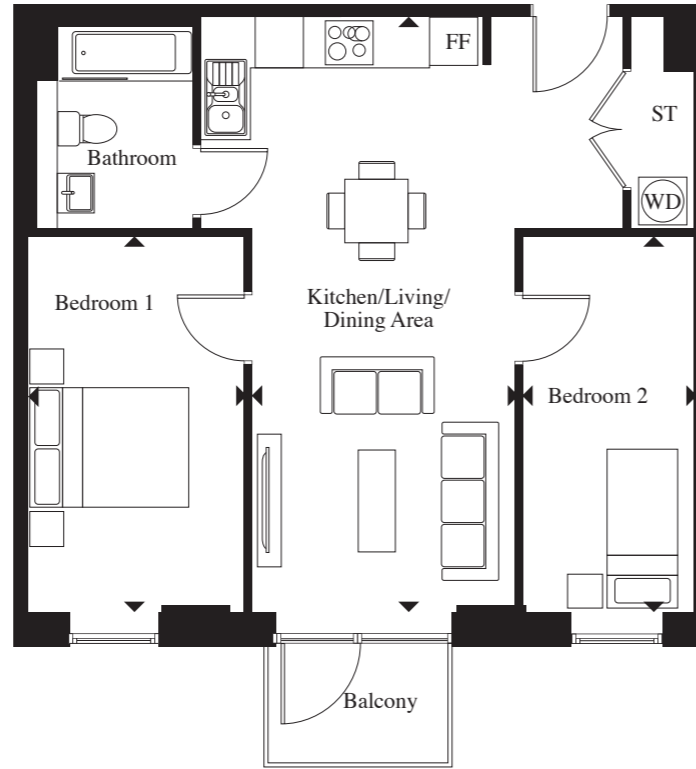 FF
ST
Bathroom
WD
Bedroom 1
Kitchen/Living/
Dining Area
Bedroom 2
Balcony